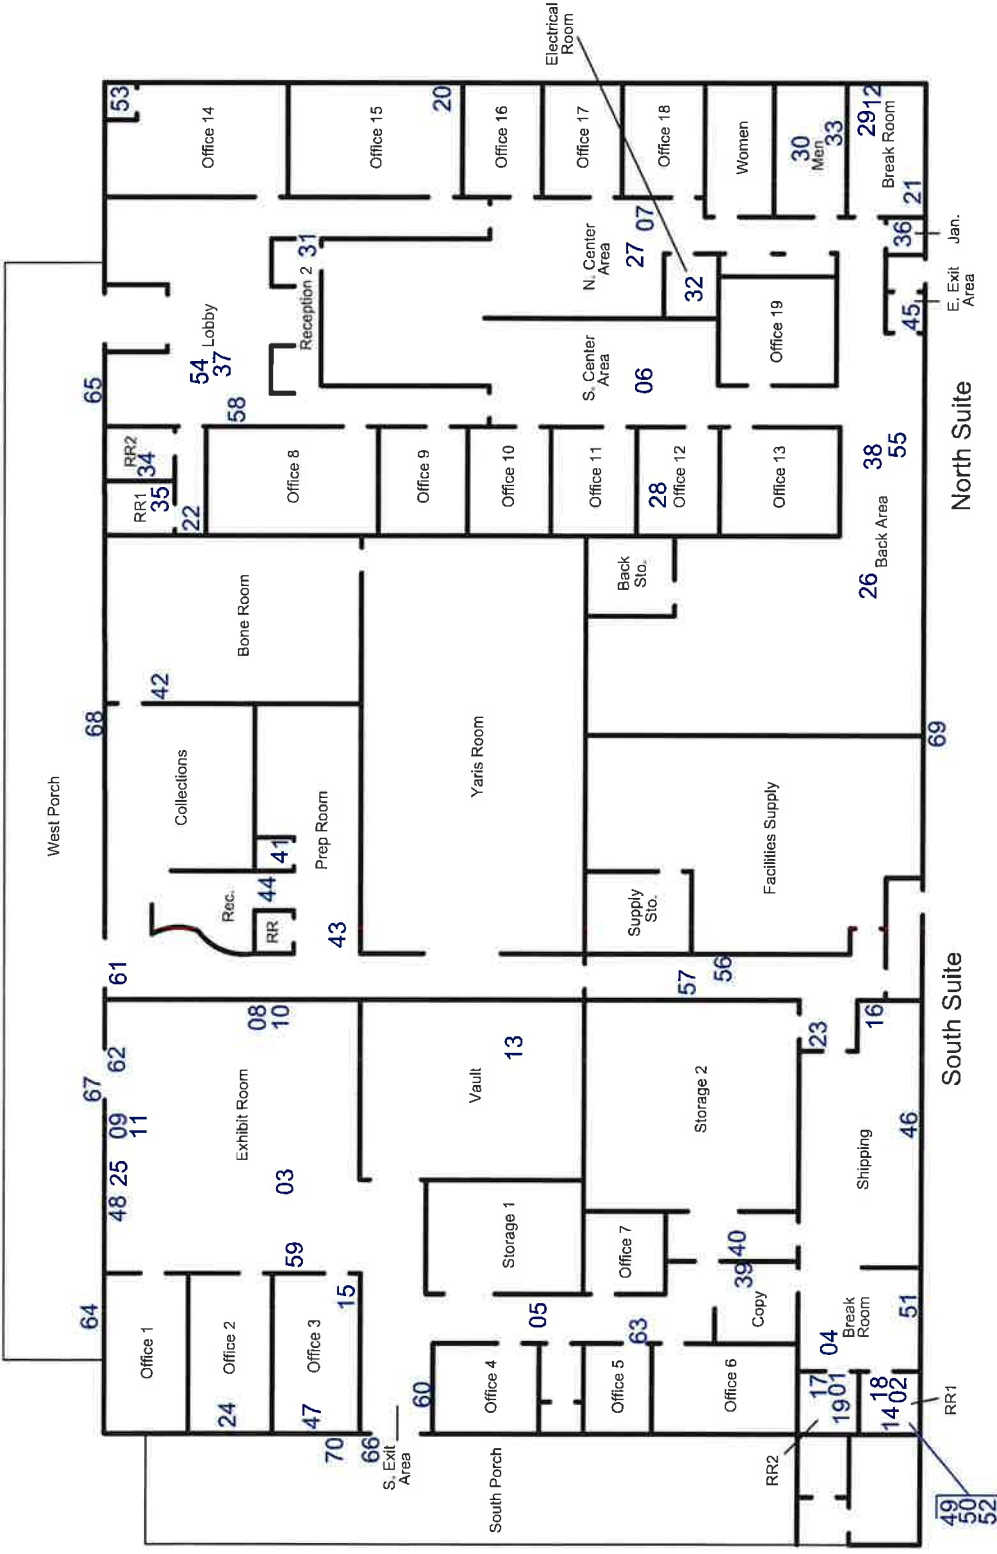 Electrical
Room
53
Office 14
Office 15
20
Office 16
Office 17
Office 18
Women
30
Men
33
29
12
Break Room
21
31
Reception 2
Lobby
54
37
58
65
07
27
N. Center
Area
32
S. Center
Area
06
Office 19
36
Jan.
45
E. Exit
Area
RR2
34
RR1
35
22
Office 8
Office 9
Office 10
Office 11
28
Office 12
Office 13
38
55
North Suite
26
Back Area
Back
Sto.
Bone Room
42
68
69
West Porch
Collections
Yaris Room
Prep Room
41
44
Rec.
RR
43
Facilities Supply
Supply
Sto.
61
57
56
08
10
62
67
09
11
25
48
Exhibit Room
03
59
13
Vault
Storage 2
23
16
South Suite
46
Shipping
Storage 1
Office 7
40
39
Copy
64
Office 1
Office 2
Office 3
15
24
47
70
66
S. Exit
Area
60
05
63
Office 4
Office 5
Office 6
04
Break
Room
51
17
01
19
18
02
14
RR1
RR2
South Porch
49
50
52